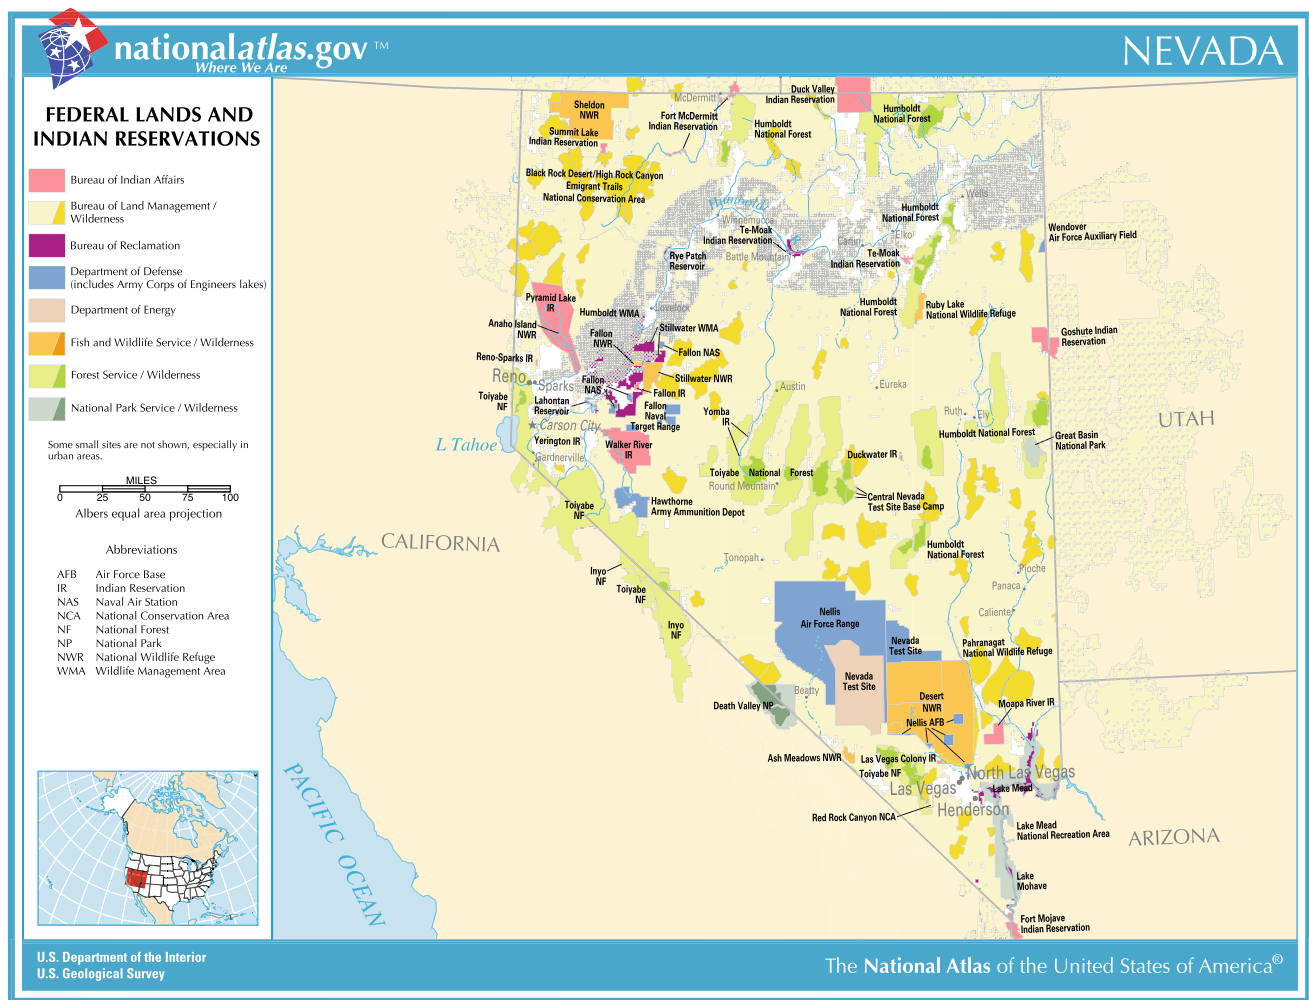 nationalatlas.gov TM
Where We Are
NEVADA
FEDERAL LANDS AND
INDIAN RESERVATIONS
Bureau of Indian Affairs
Bureau of Land Management /
Wilderness
Bureau of Reclamation
Department of Defense
(includes Army Corps of Engineers lakes)
Department of Energy
Fish and Wildlife Service / Wilderness
Forest Service / Wilderness
National Park Service / Wilderness
Some small sites are not shown, especially in
urban areas.
MILES
0 25 50 75 100
Albers equal area projection
Abbreviations
AFB Air Force Base
IR Indian Reservation
NAS Naval Air Station
NCA National Conservation Area
NF National Forest
NP National Park
NWR National Wildlife Refuge
WMA Wildlife Management Area
Sheldon
NWR
Summit Lake
Indian Reservation
Black Rock Desert/High Rock Canyon
Emigrant Trails
National Conservation Area
McDermitt
Fort McDermitt
Indian Reservation
Duck Valley
Indian Reservation
Humboldt
National Forest
Humboldt
National Forest
Humboldt
Winnemucca
Te-Moak
Indian Reservation
Battle Mountain
Rye Patch
Reservoir
Wells
Humboldt
National Forest
Elko
Carlin
Te-Moak
Indian Reservation
Wendover
Air Force Auxiliary Field
Humboldt
National Forest
Ruby Lake
National Wildlife Refuge
Goshute Indian
Reservation
Pyramid Lake
IR
Anaho Island
NWR
Humboldt WMA
Lovelock
Fallon
NWR
Stillwater WMA
Fallon NAS
Stillwater NWR
Reno-Sparks IR
Reno
Sparks
Fallon
NAS
Fallon IR
Toiyabe
NF
Lahontan
Reservoir
Fallon
Naval
Target Range
Carson City
L Tahoe
Yerington IR
Gardnerville
Walker River
IR
Yomba
IR
Austin
Eureka
Ruth
Ely
Humboldt National Forest
Great Basin
National Park
UTAH
Duckwater IR
Toiyabe National Forest
Round Mountain
Central Nevada
Test Site Base Camp
Toiyabe
NF
Hawthorne
Army Ammunition Depot
CALIFORNIA
Humboldt
National Forest
Tonopah
Inyo
NF
Toiyabe
NF
Inyo
NF
Pioche
Panaca
Caliente
Nellis
Air Force Range
Nevada
Test Site
Pahranagat
National Wildlife Refuge
Nevada
Test Site
Desert
NWR
Nellis AFB
Moapa River IR
Beatty
Death Valley NP
Ash Meadows NWR
Las Vegas Colony IR
Toiyabe NF
North Las Vegas
Las Vegas
Lake Mead
Henderson
Red Rock Canyon NCA
Lake Mead
National Recreation Area
ARIZONA
Lake
Mohave
Fort Mojave
Indian Reservation
PACIFIC OCEAN
U.S. Department of the Interior
U.S. Geological Survey
The National Atlas of the United States of America®